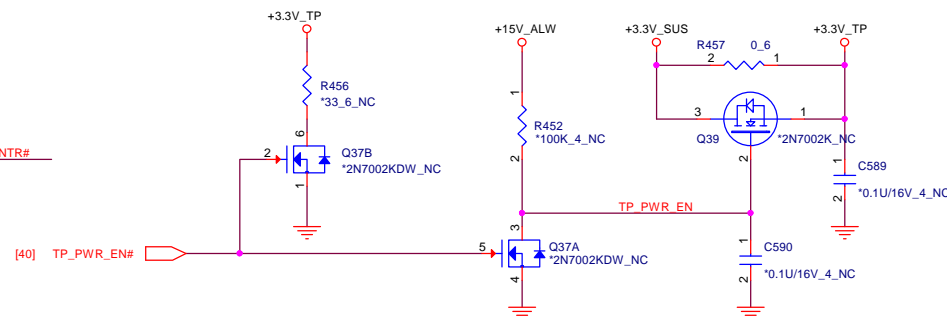 +3.3V_TP
+15V_ALW
+3.3V_SUS
+3.3V_TP
R457
0_6
2
1
R456
*33_6_NC
1
R452
*100K_4_NC
2
3
1
Q39
*2N7002K_NC
2
6
2
Q37B
*2N7002KDW_NC
1
NTR#
1
C589
*0.1U/16V_4_NC
2
TP_PWR_EN
3
5
Q37A
*2N7002KDW_NC
4
[40]
TP_PWR_EN#
1
C590
*0.1U/16V_4_NC
2